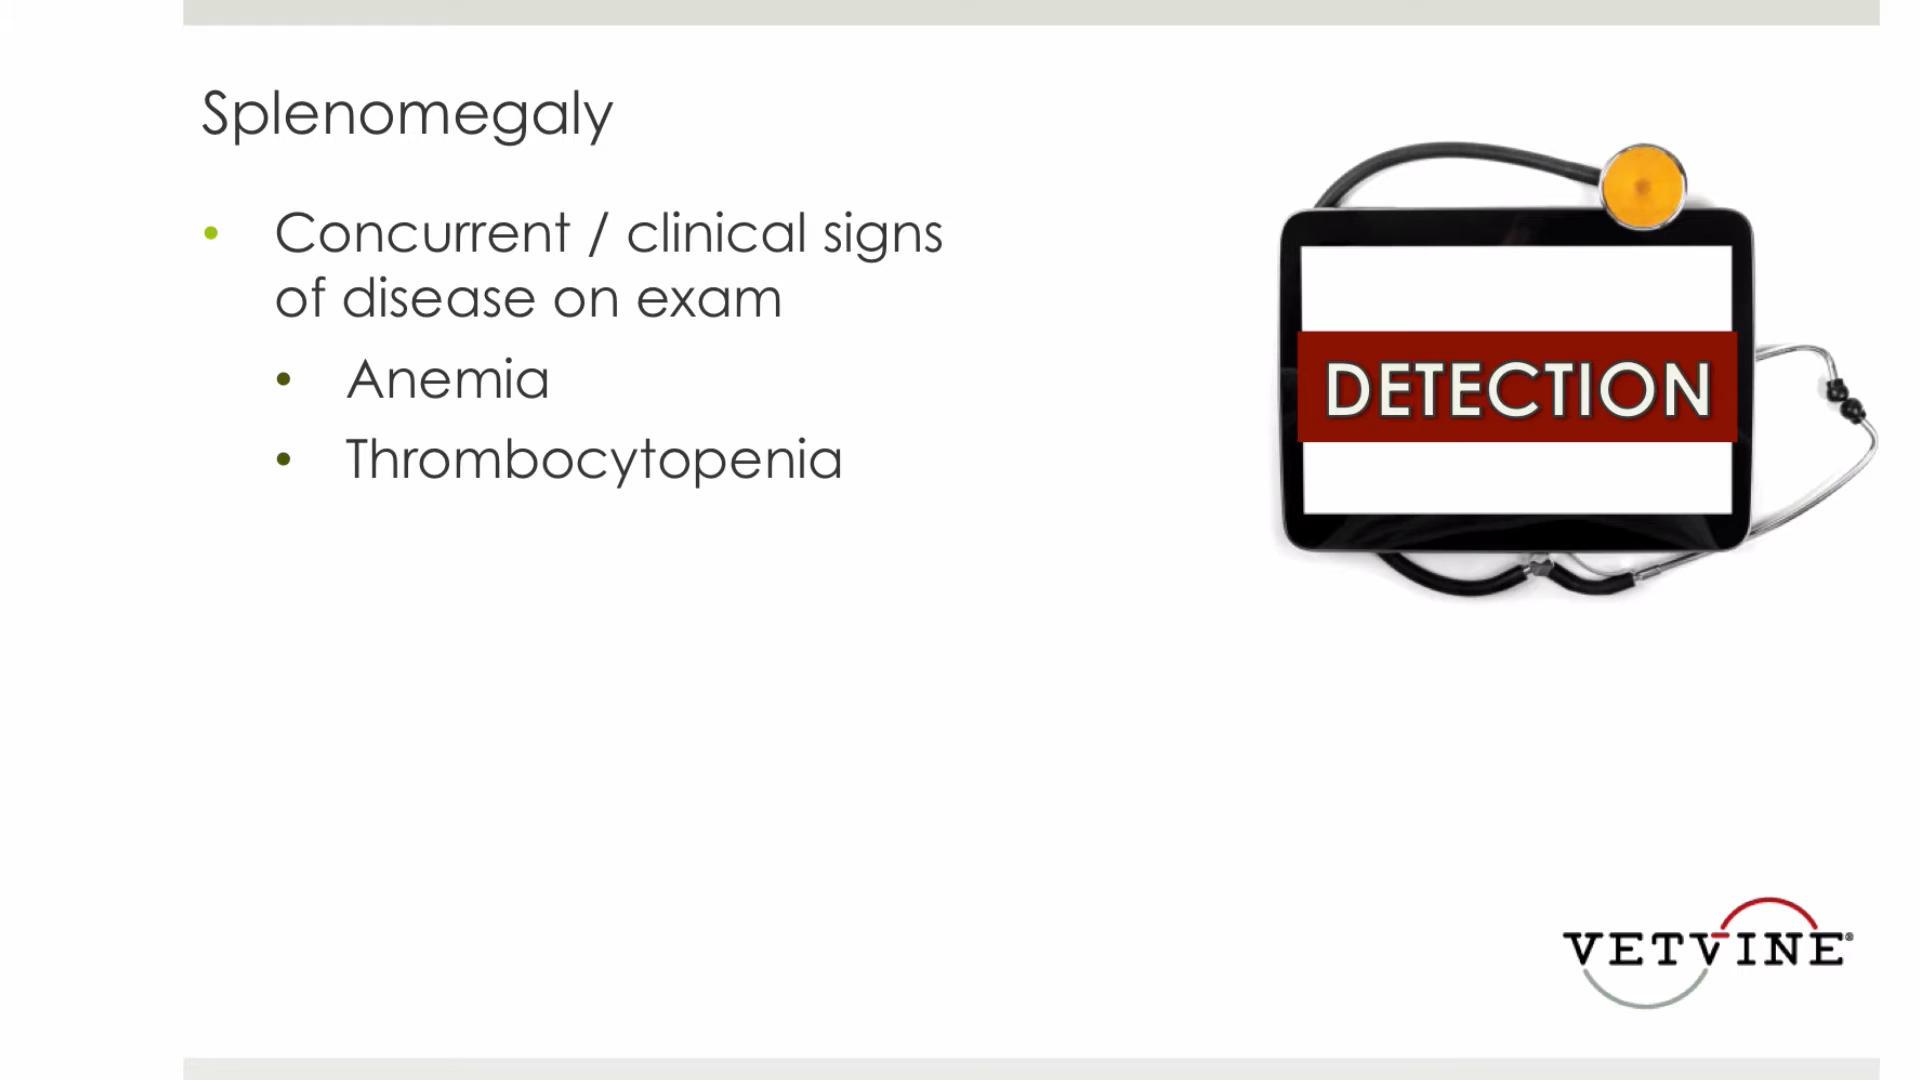 Splenomegaly
• Concurrent / clinical signs
of disease on exam
• Anemia
• Thrombocytopenia
DETECTION
VETVINE®